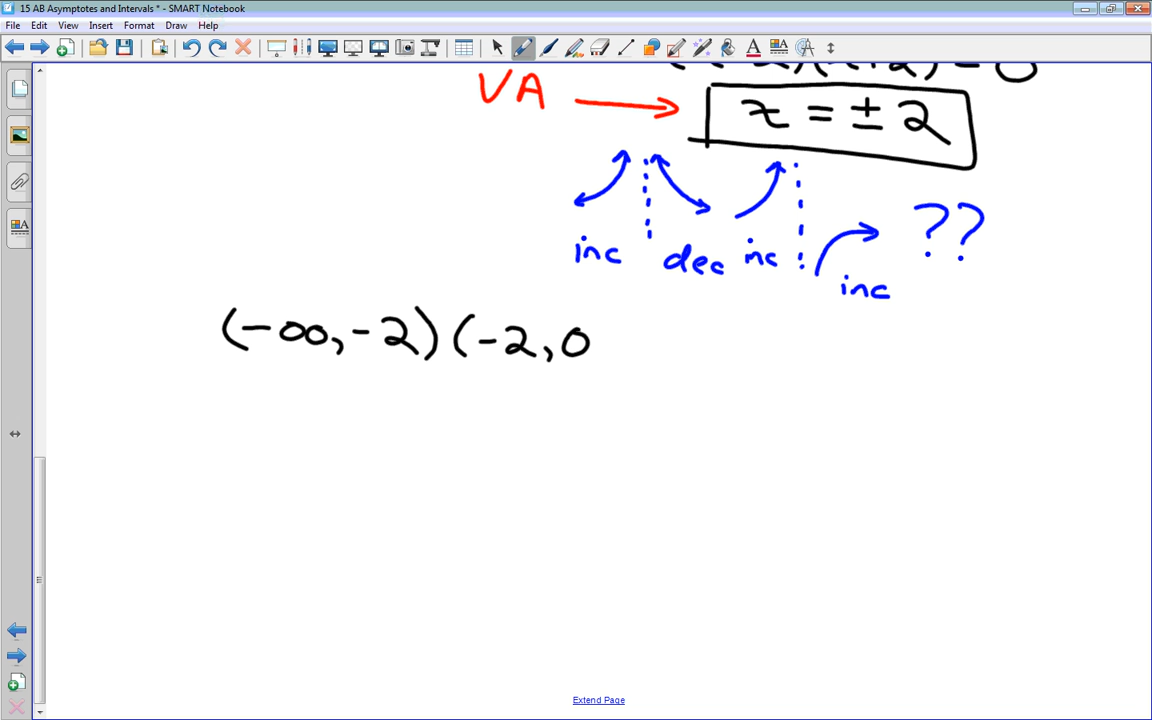 15 AB Asymptotes and Intervals * - SMART Notebook
File Edit View Insert Format Draw Help
VA
z = ± 2
inc dec inc inc ??
(-∞,-2) (-2,0
Extend Page